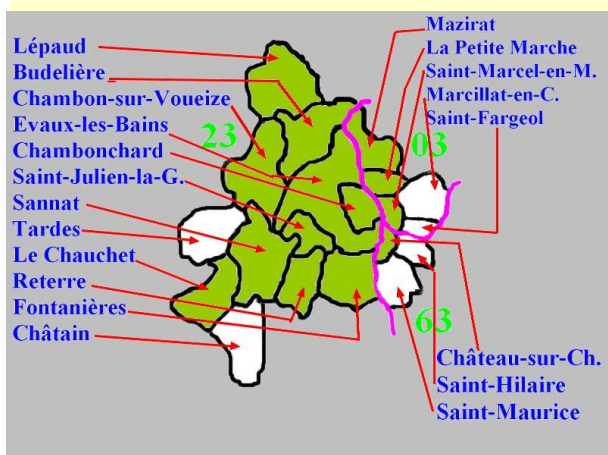 Lépaud
Budelière
Chambon-sur-Voueize
Evaux-les-Bains
Chambonchard
Saint-Julien-la-G.
Sannat
Tardes
Le Chauchet
Reterre
Fontanières
Châtain
23
Mazirat
La Petite Marche
Saint-Marcel-en-M.
Marcillat-en-C.
Saint-Fargeol
03
63
Château-sur-Ch.
Saint-Hilaire
Saint-Maurice